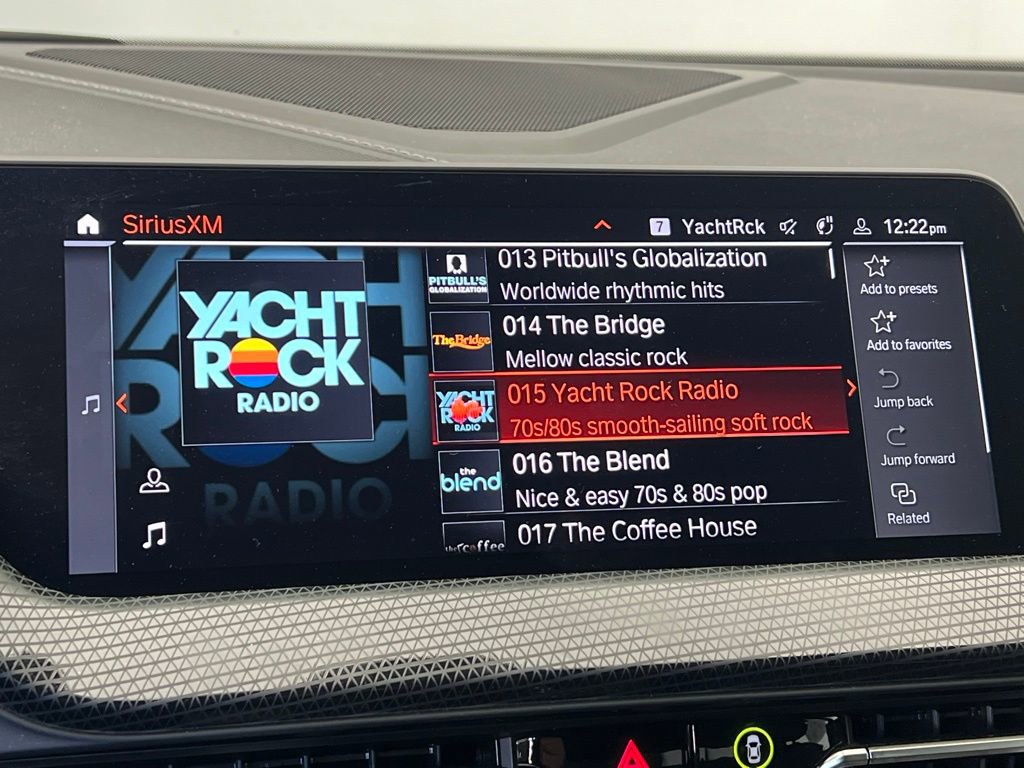 SiriusXM
7 YachtRck 12:22pm
YACHT
ROCK
RADIO
RADIO
PITBULL'S
GLOBALIZATION
013 Pitbull's Globalization
Worldwide rhythmic hits
The Bridge
014 The Bridge
Mellow classic rock
YACHT
ROCK
RADIO
015 Yacht Rock Radio
70s/80s smooth-sailing soft rock
the
blend
016 The Blend
Nice & easy 70s & 80s pop
the coffee
017 The Coffee House
Add to presets
Add to favorites
Jump back
Jump forward
Related